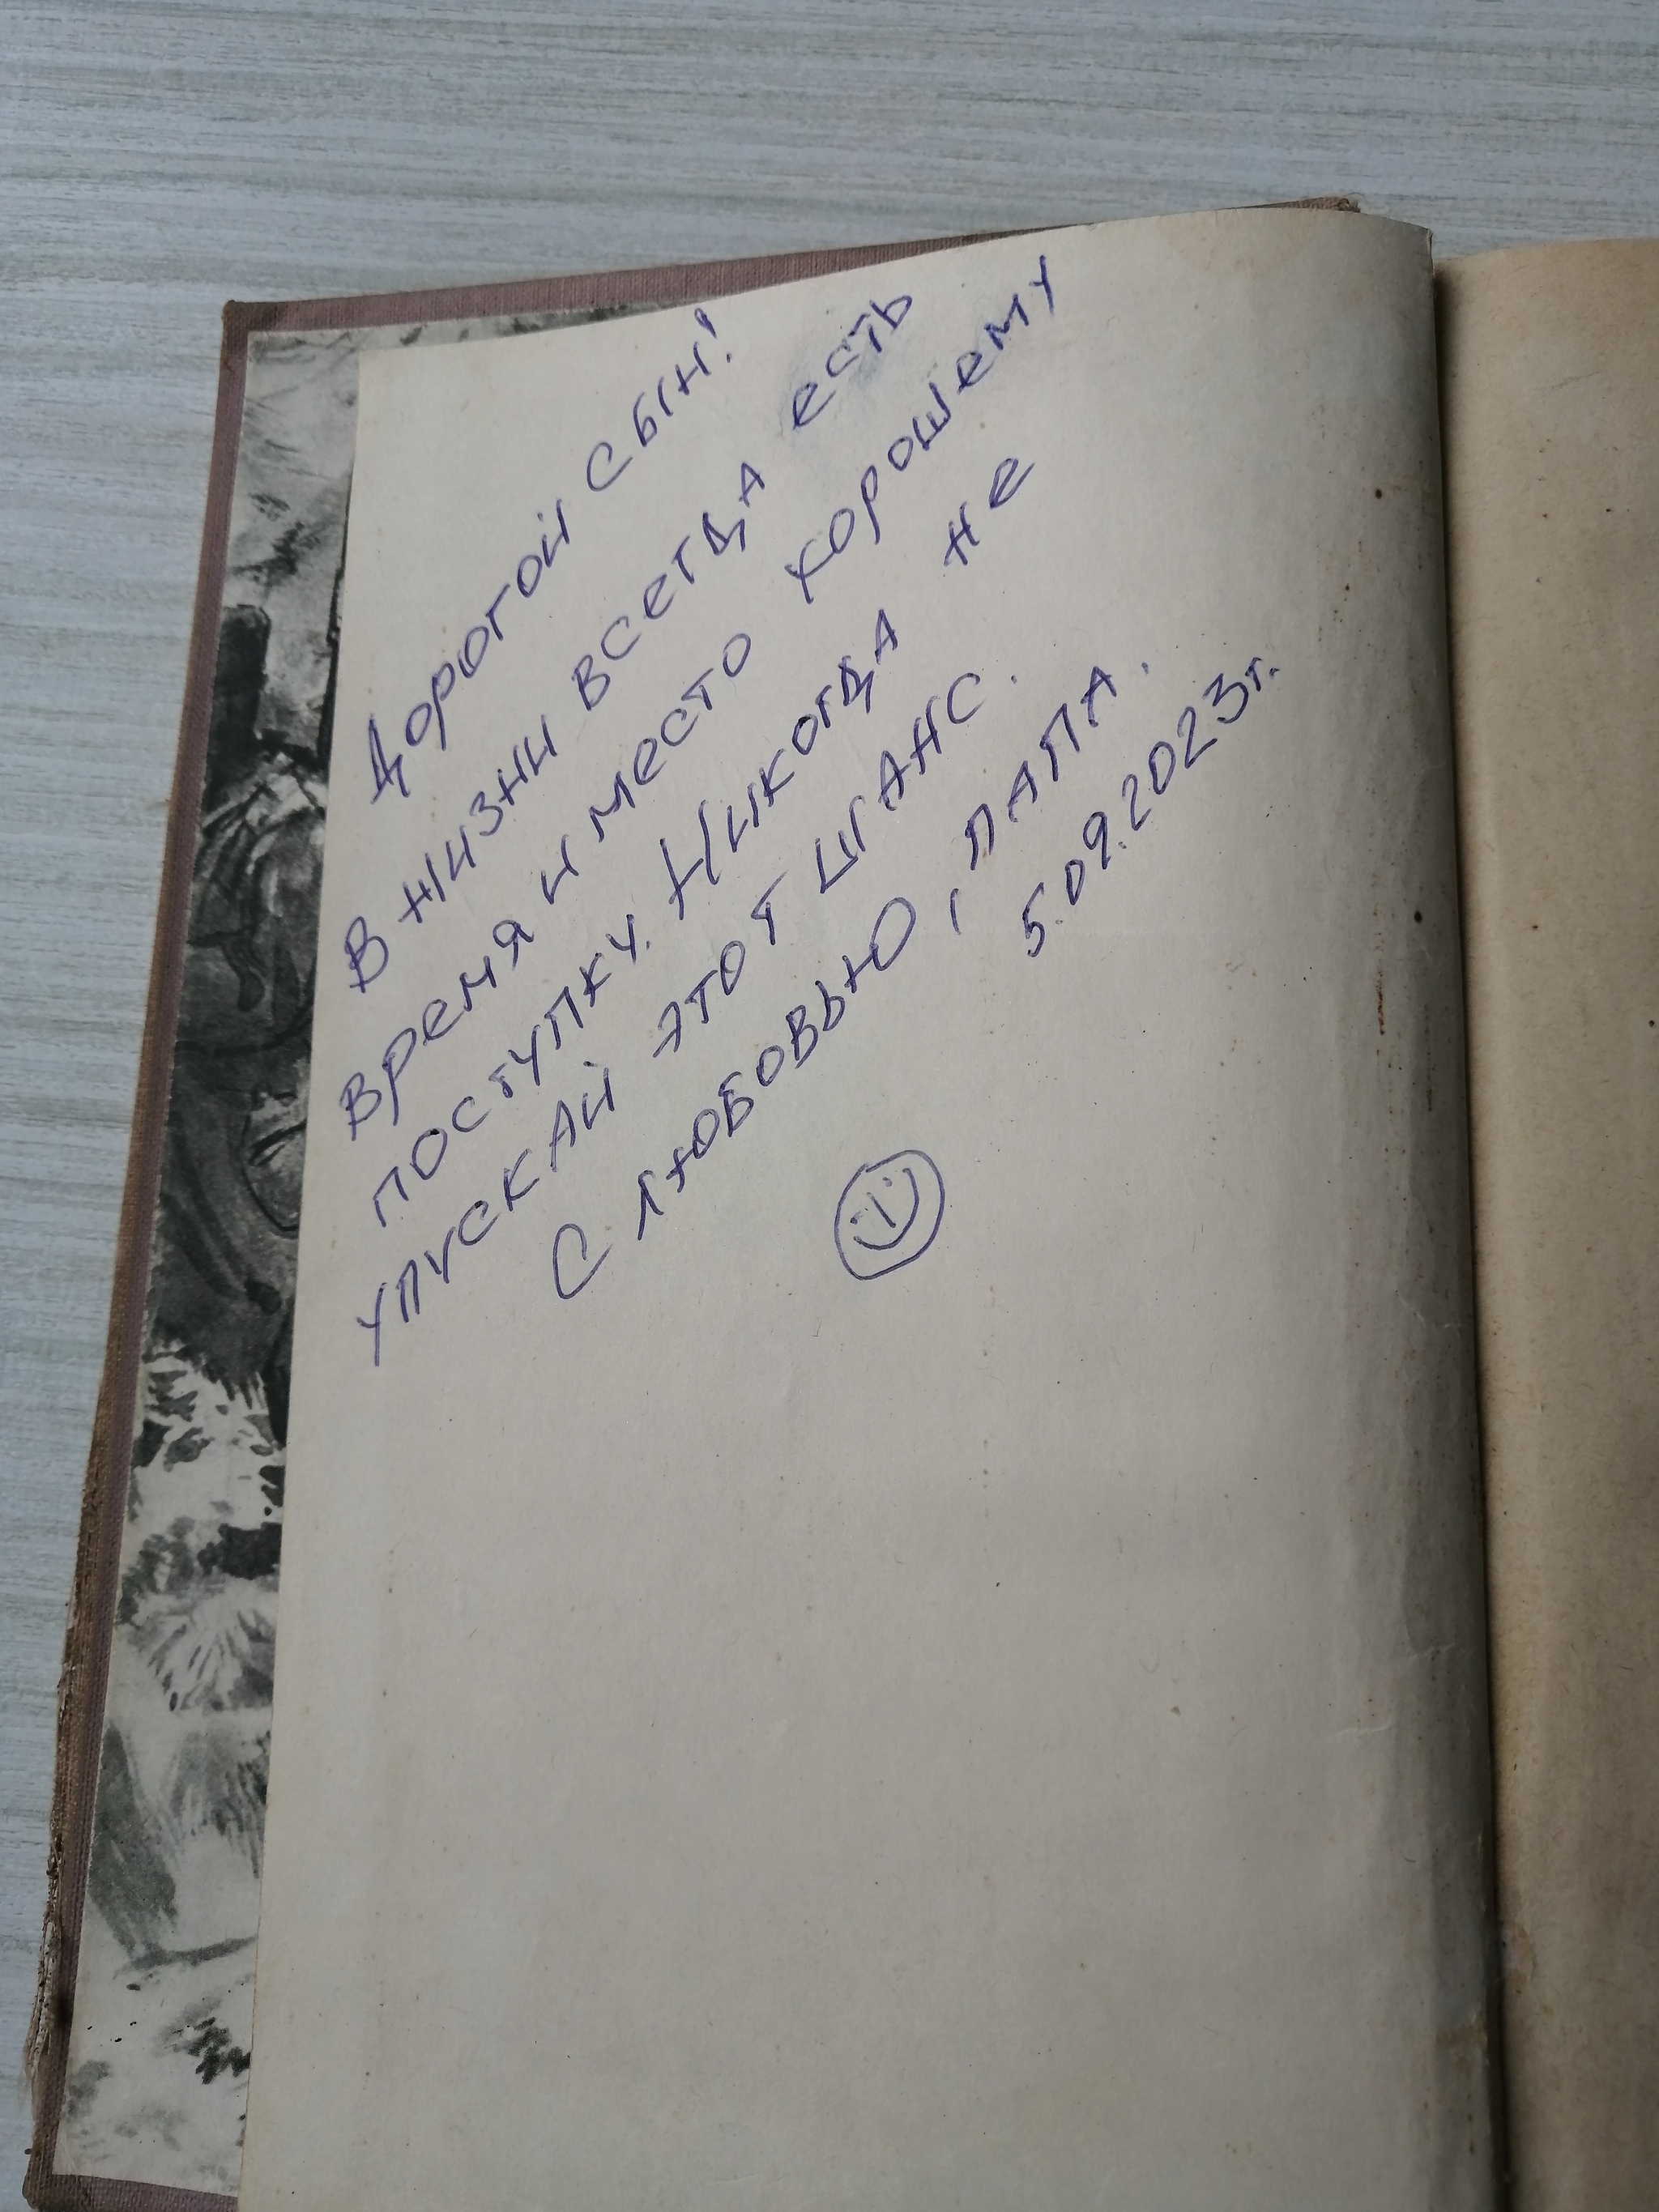 Дорогой сын!
В жизни всегда есть
время и место хорошему
поступку. Никогда не
упускай этот шанс.
С любовью, папа.
5.09.2023г.